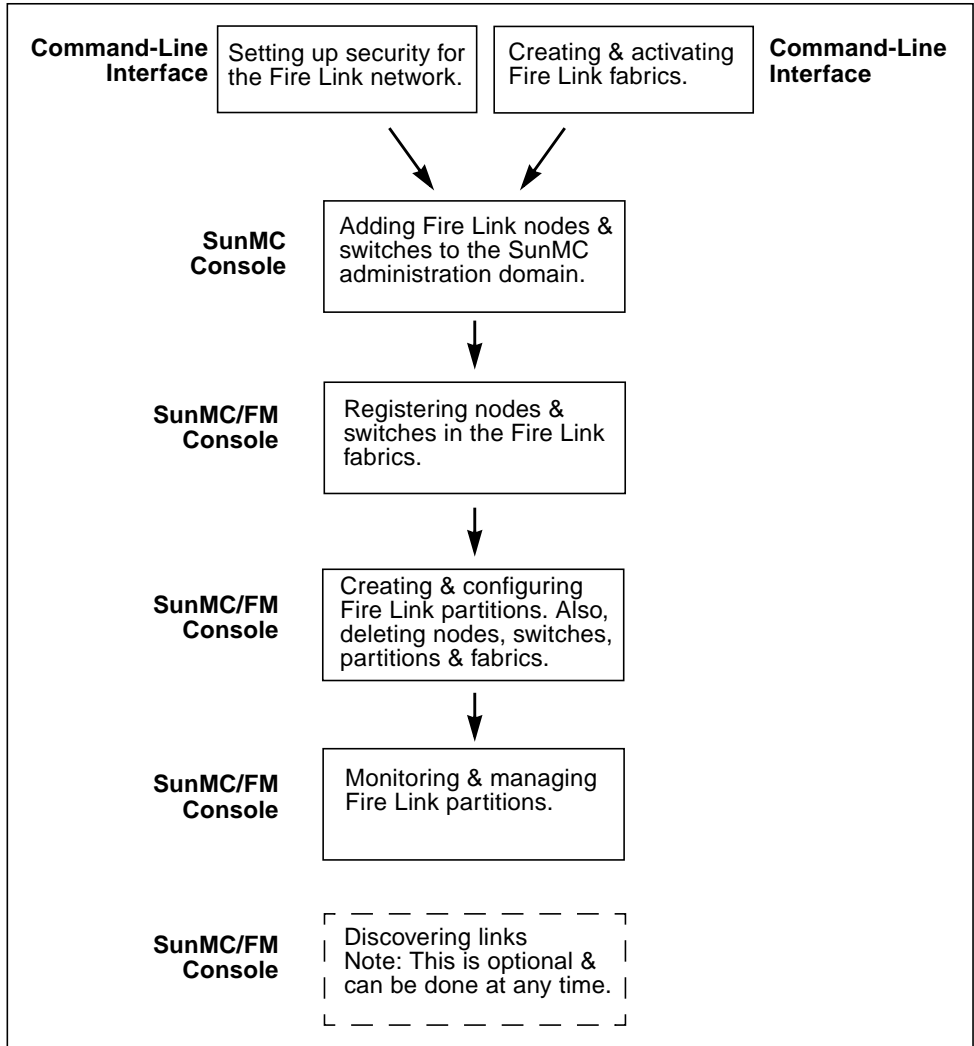 Command-Line
Interface
Setting up security for
the Fire Link network.
Creating & activating
Fire Link fabrics.
Command-Line
Interface
SunMC
Console
Adding Fire Link nodes &
switches to the SunMC
administration domain.
SunMC/FM
Console
Registering nodes &
switches in the Fire Link
fabrics.
SunMC/FM
Console
Creating & configuring
Fire Link partitions. Also,
deleting nodes, switches,
partitions & fabrics.
SunMC/FM
Console
Monitoring & managing
Fire Link partitions.
SunMC/FM
Console
Discovering links
Note: This is optional &
can be done at any time.